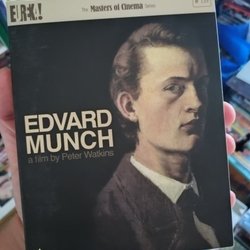 EUREKA!
The Masters of Cinema Series
EDVARD
MUNCH
a film by Peter Watkins